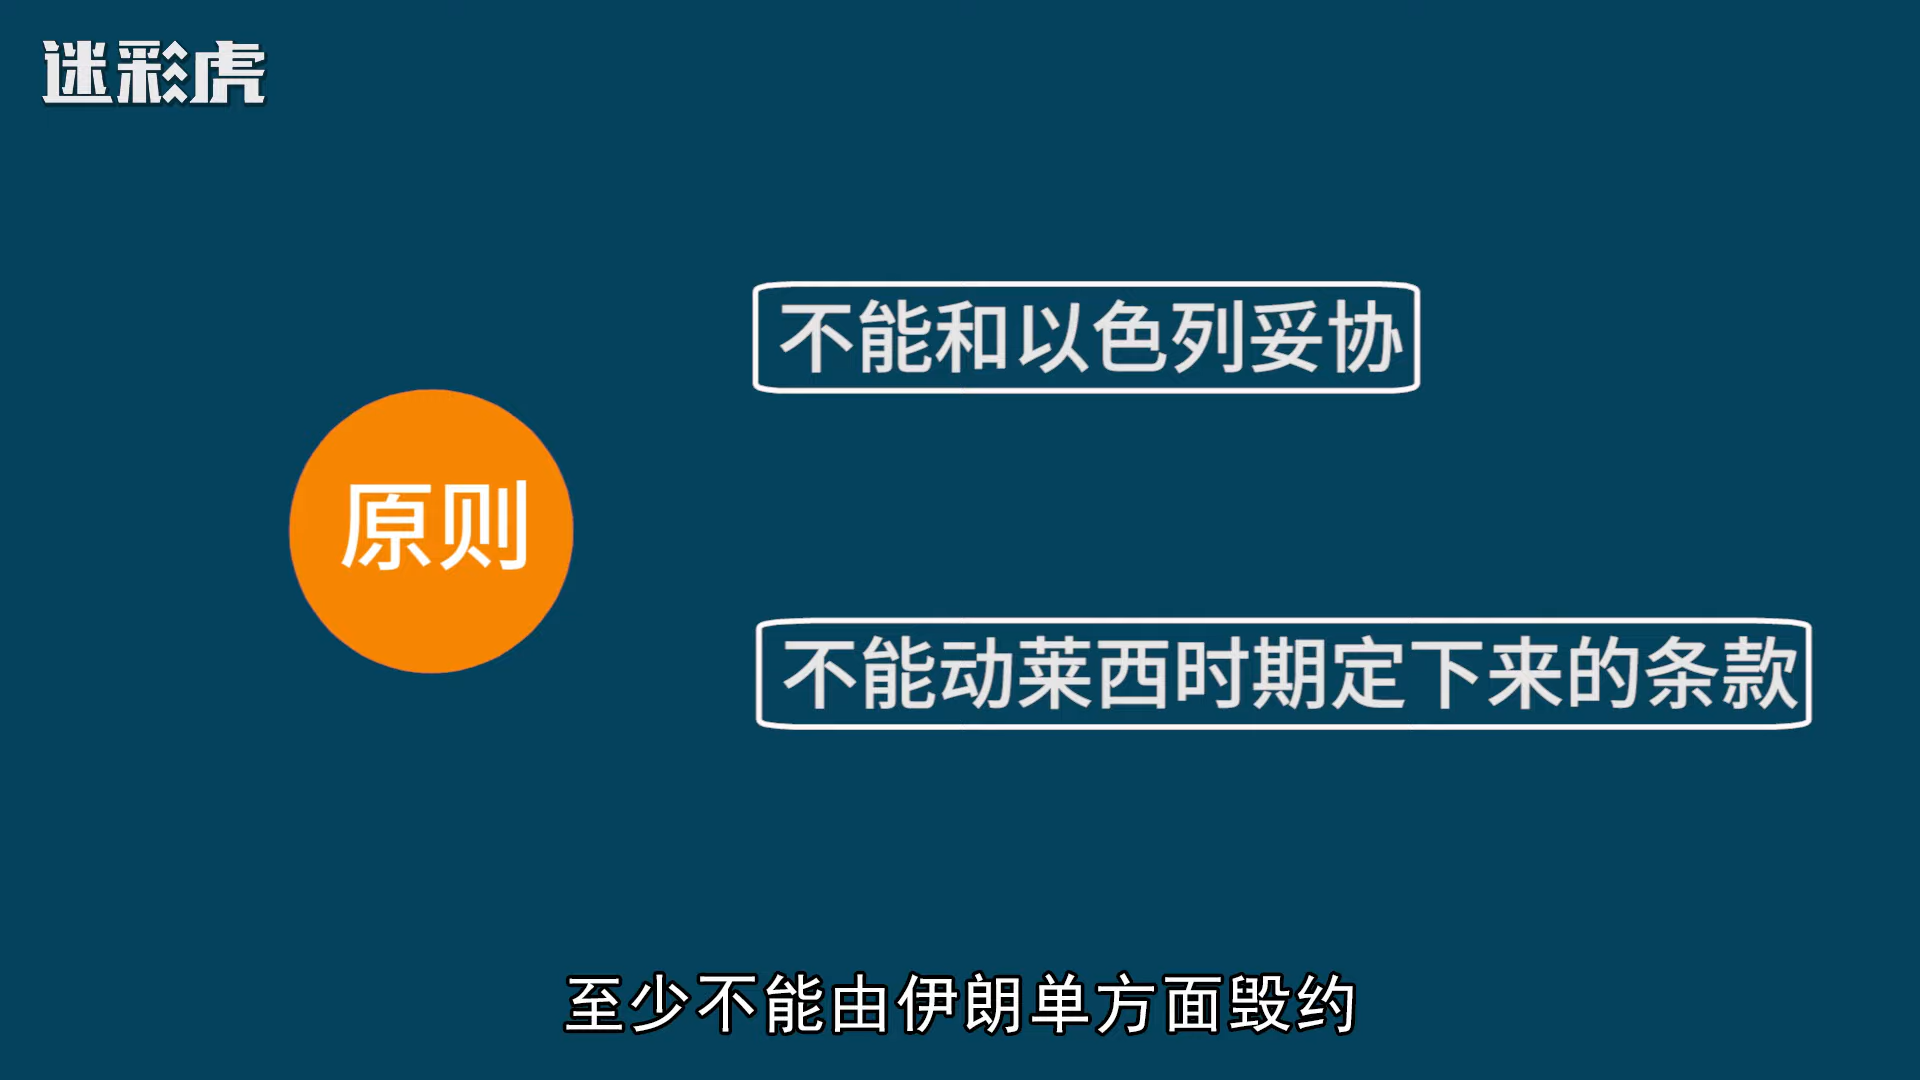 迷彩虎
不能和以色列妥协
原则
不能动莱西时期定下来的条款
至少不能由伊朗单方面毁约